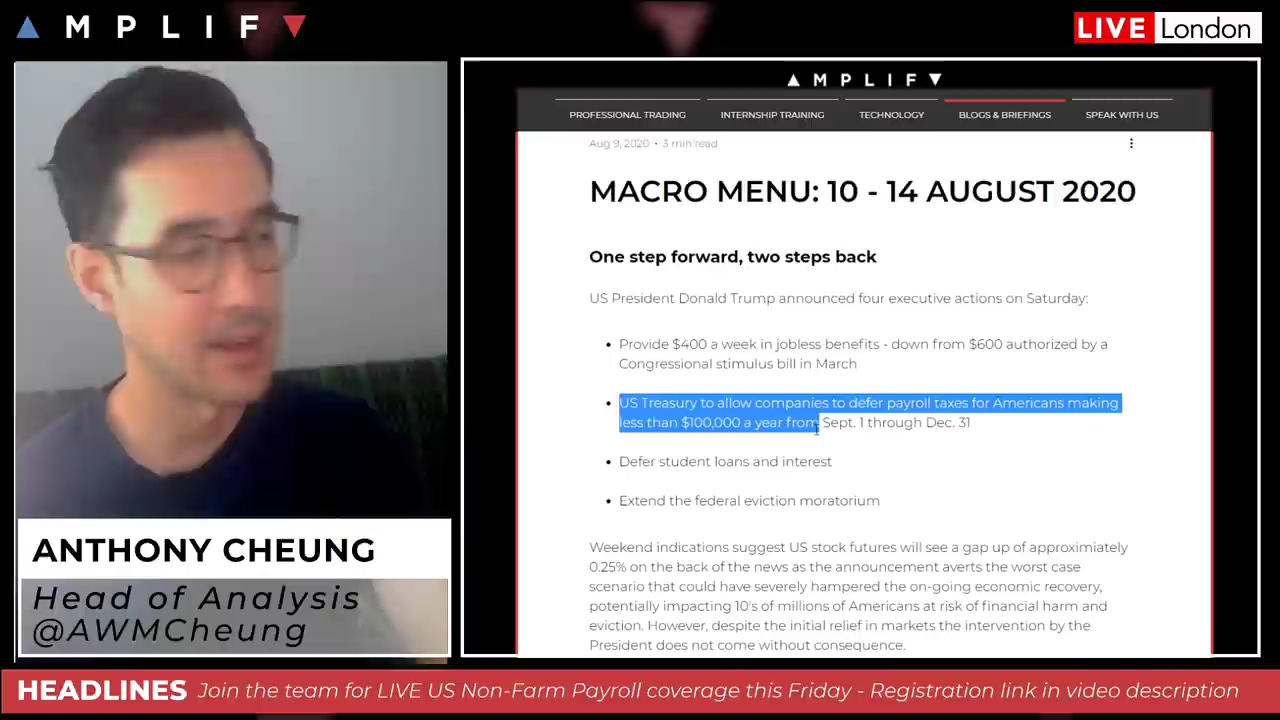 AMPLIFY
LIVE London
AMPLIFY
PROFESSIONAL TRADING
INTERNSHIP TRAINING
TECHNOLOGY
BLOGS & BRIEFINGS
SPEAK WITH US
Aug 9, 2020 • 3 min read
MACRO MENU: 10 - 14 AUGUST 2020
One step forward, two steps back
US President Donald Trump announced four executive actions on Saturday:
• Provide $400 a week in jobless benefits - down from $600 authorized by a
Congressional stimulus bill in March
• US Treasury to allow companies to defer payroll taxes for Americans making
less than $100,000 a year from Sept. 1 through Dec. 31
• Defer student loans and interest
• Extend the federal eviction moratorium
Weekend indications suggest US stock futures will see a gap up of approximiately
0.25% on the back of the news as the announcement averts the worst case
scenario that could have severely hampered the on-going economic recovery,
potentially impacting 10's of millions of Americans at risk of financial harm and
eviction. However, despite the initial relief in markets the intervention by the
President does not come without consequence.
ANTHONY CHEUNG
Head of Analysis
@AWMCheung
HEADLINES Join the team for LIVE US Non-Farm Payroll coverage this Friday - Registration link in video description